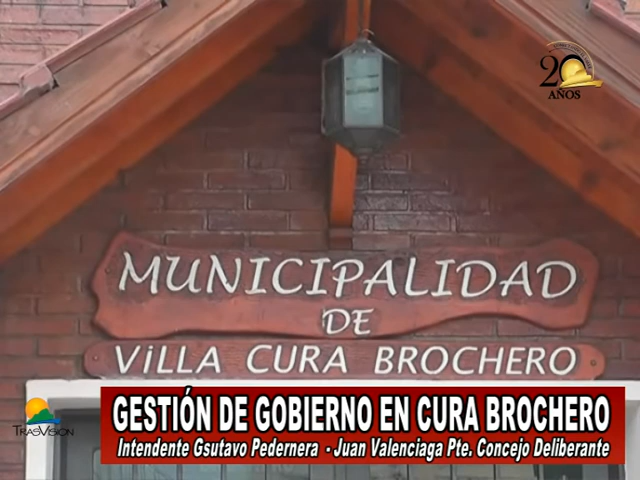 20
AÑOS
MUNICIPALIDAD
DE
ViLLA CURA BROCHERO
GESTIÓN DE GOBIERNO EN CURA BROCHERO
Intendente Gsutavo Pedernera - Juan Valenciaga Pte. Concejo Deliberante
TRASVISIÓN